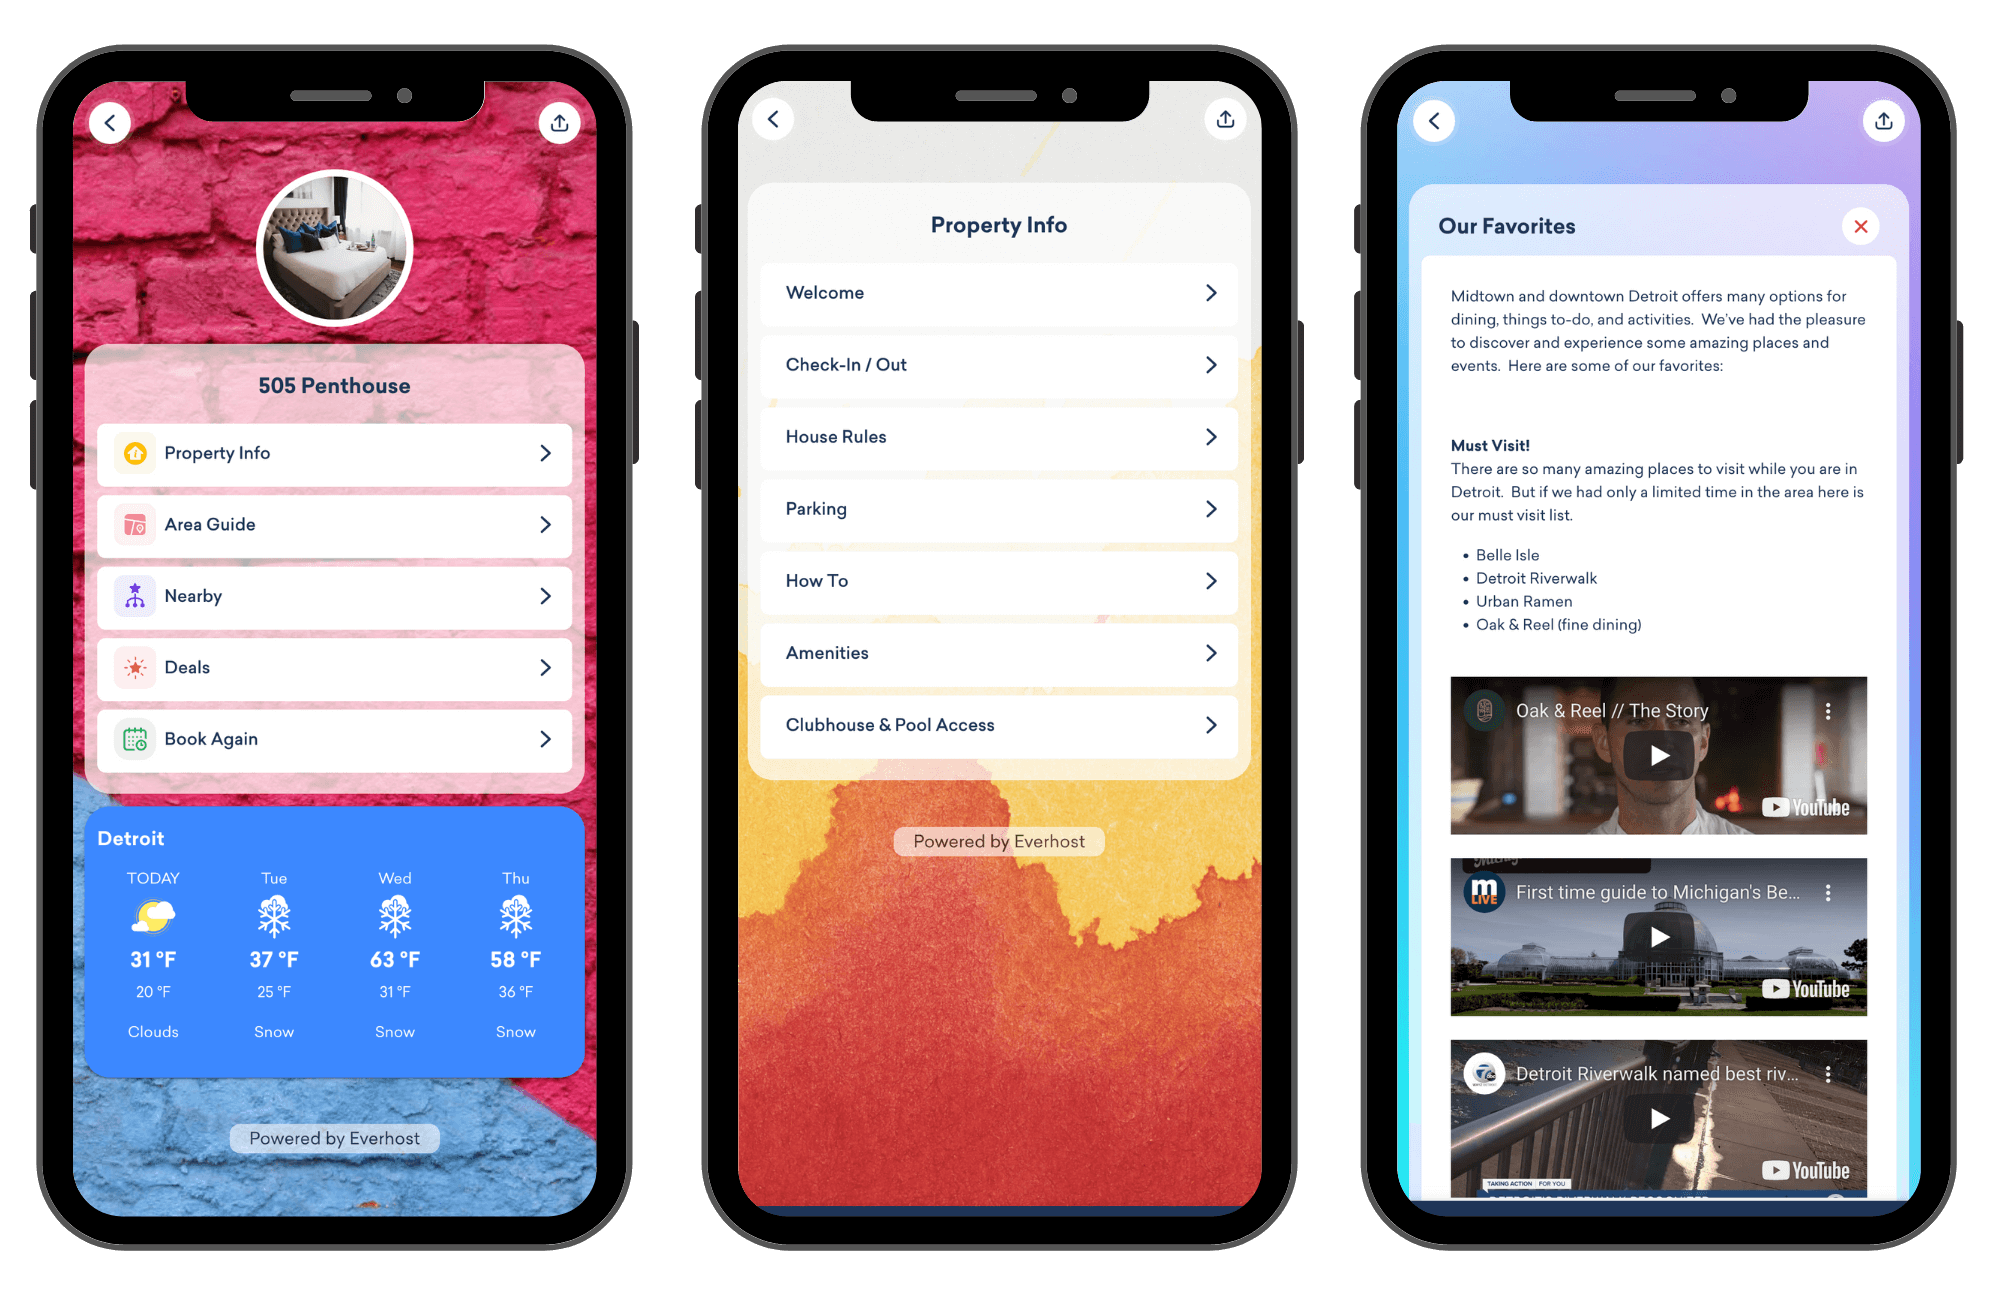 505 Penthouse
Property Info
Area Guide
Nearby
Deals
Book Again
Detroit
TODAY Tue Wed Thu
31 °F 37 °F 63 °F 58 °F
20 °F 25 °F 31 °F 36 °F
Clouds Snow Snow Snow
Powered by Everhost
Property Info
Welcome
Check-In / Out
House Rules
Parking
How To
Amenities
Clubhouse & Pool Access
Powered by Everhost
Our Favorites
Midtown and downtown Detroit offers many options for
dining, things to-do, and activities. We've had the pleasure
to discover and experience some amazing places and
events. Here are some of our favorites:
Must Visit!
There are so many amazing places to visit while you are in
Detroit. But if we had only a limited time in the area here is
our must visit list.
• Belle Isle
• Detroit Riverwalk
• Urban Ramen
• Oak & Reel (fine dining)
Oak & Reel // The Story
YouTube
m LIVE
First time guide to Michigan's Be...
YouTube
7 abc
Detroit Riverwalk named best riv...
YouTube
TAKING ACTION FOR YOU